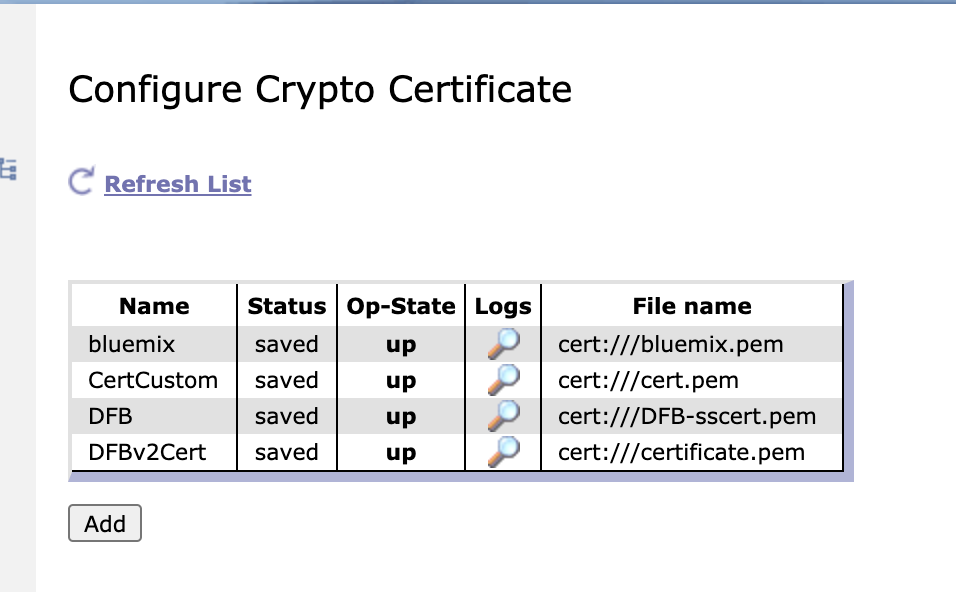 Configure Crypto Certificate
Refresh List
Name Status Op-State Logs File name
bluemix saved up cert:///bluemix.pem
CertCustom saved up cert:///cert.pem
DFB saved up cert:///DFB-sscert.pem
DFBv2Cert saved up cert:///certificate.pem
Add